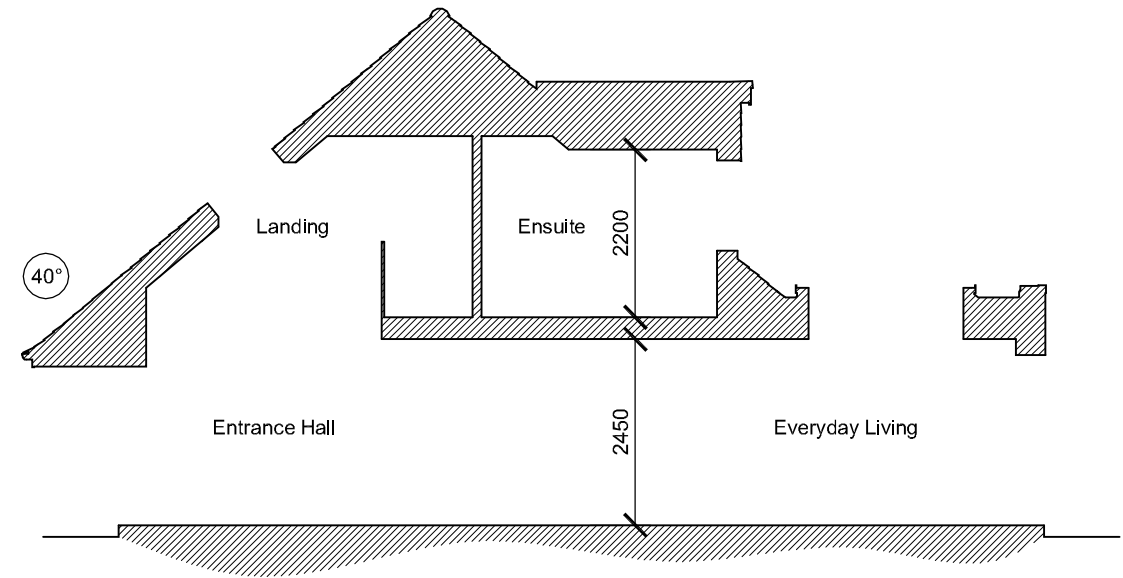 Landing
Ensuite
2200
40°
Entrance Hall
2450
Everyday Living